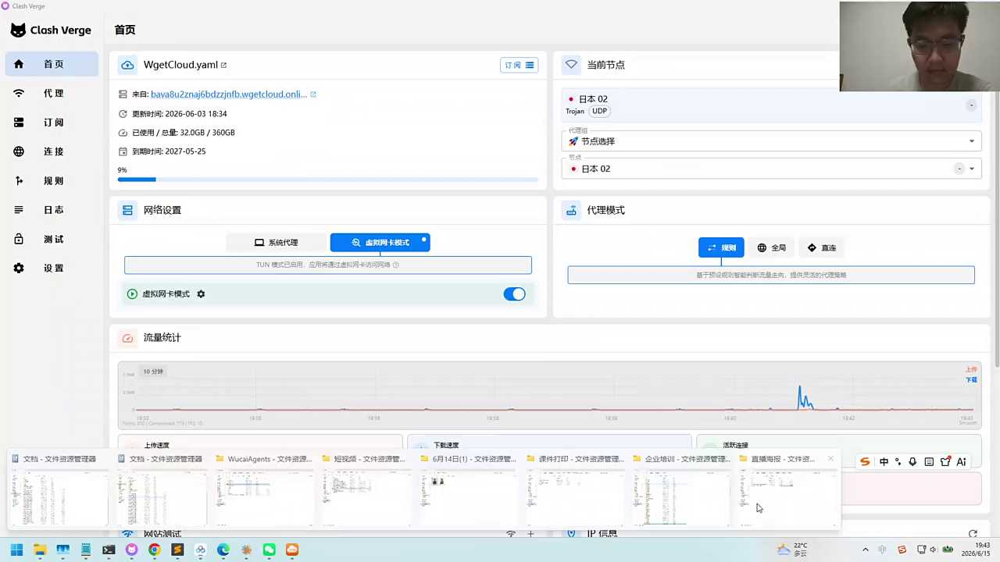 Clash Verge
Clash Verge
首页
首 页
代 理
订 阅
连 接
规 则
日 志
测 试
设 置
WgetCloud.yaml
订 阅
来自: bava8u2znaj6bdzzjnfb.wgetcloud.onli...
更新时间: 2026-06-03 18:34
已使用 / 总量: 32.0GB / 360GB
到期时间: 2027-05-25
9%
当前节点
日本 02
Trojan UDP
代理组
节点选择
节点
日本 02
网络设置
系统代理 虚拟网卡模式
TUN 模式已启用，应用将通过虚拟网卡访问网络
虚拟网卡模式
代理模式
规则 全局 直连
基于预设规则智能判断流量走向，提供灵活的代理策略
流量统计
10 分钟
上传
下载
19:40
19:42
上传速度
下载速度
活跃连接
文档 - 文件资源管理器
文档 - 文件资源管理器
WucaiAgents - 文件资源...
短视频 - 文件资源管...
6月14日(1) - 文件资源管...
课件打印 - 文件资源管理...
企业培训 - 文件资源管理...
直播海报 - 文件资...
中
Ai
网站测试
IP 信息
22°C
多云
19:43
2026/6/15